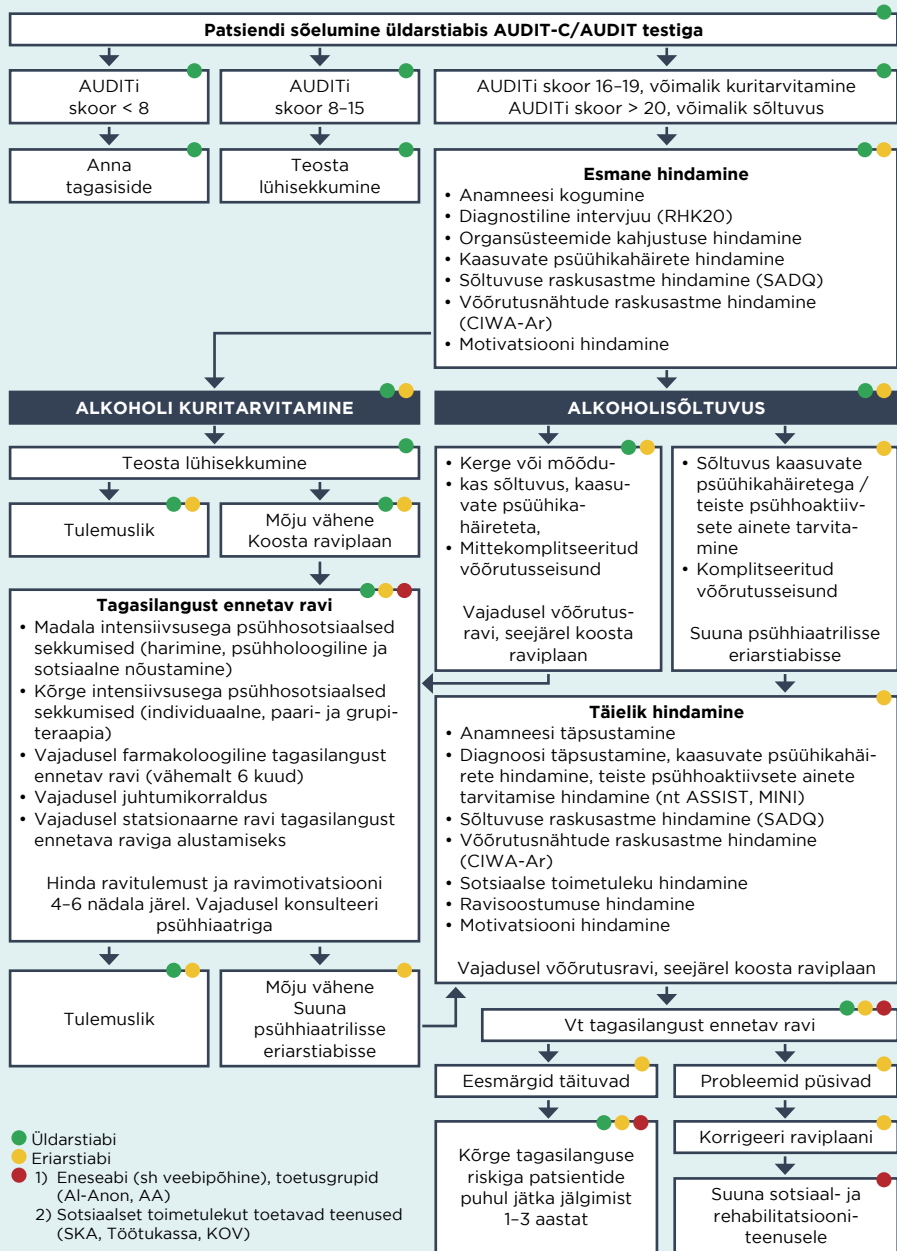 Patsiendi sõelumine üldarstiabis AUDIT-C/AUDIT testiga
AUDITi
skoor < 8
AUDITi
skoor 8–15
AUDITi skoor 16–19, võimalik kuritarvitamine
AUDITi skoor > 20, võimalik sõltuvus
Anna
tagasiside
Teosta
lühisekkumine
Esmane hindamine
• Anamneesi kogumine
• Diagnostiline intervjuu (RHK20)
• Organsüsteemide kahjustuse hindamine
• Kaasuvate psüühikahäirete hindamine
• Sõltuvuse raskusastme hindamine (SADQ)
• Võõrutusnähtude raskusastme hindamine
(CIWA-Ar)
• Motivatsiooni hindamine
ALKOHOLI KURITARVITAMINE
Teosta lühisekkumine
Tulemuslik
Mõju vähene
Koosta raviplaan
Tagasilangust ennetav ravi
• Madala intensiivsusega psühhosotsiaalsed
sekkumised (harimine, psühholoogiline ja
sotsiaalne nõustamine)
• Kõrge intensiivsusega psühhosotsiaalsed
sekkumised (individuaalne, paari- ja grupi-
teraapia)
• Vajadusel farmakoloogiline tagasilangust
ennetav ravi (vähemalt 6 kuud)
• Vajadusel juhtumikorraldus
• Vajadusel statsionaarne ravi tagasilangust
ennetava raviga alustamiseks
Hinda ravitulemust ja ravimotivatsiooni
4–6 nädala järel. Vajadusel konsulteeri
psühhiaatriga
Tulemuslik
Mõju vähene
Suuna
psühhiaatrilisse
eriarstiabisse
ALKOHOLISÕLTUVUS
• Kerge või mõõdu-
• kas sõltuvus, kaasu-
vate psüühika-
häireteta,
• Mittekomplitseeritud
võõrutusseisund
Vajadusel võõrutus-
ravi, seejärel koosta
raviplaan
• Sõltuvus kaasuvate
psüühikahäiretega /
teiste psühhoaktiiv-
sete ainete tarvita-
mine
• Komplitseeritud
võõrutusseisund
Suuna psühhiaatrilisse
eriarstiabisse
Täielik hindamine
• Anamneesi täpsustamine
• Diagnoosi täpsustamine, kaasuvate psüühikahäi-
rete hindamine, teiste psühhoaktiivsete ainete
tarvitamise hindamine (nt ASSIST, MINI)
• Sõltuvuse raskusastme hindamine (SADQ)
• Võõrutusnähtude raskusastme hindamine
(CIWA-Ar)
• Sotsiaalse toimetuleku hindamine
• Ravisoostumuse hindamine
• Motivatsiooni hindamine
Vajadusel võõrutusravi, seejärel koosta raviplaan
Vt tagasilangust ennetav ravi
Eesmärgid täituvad
Probleemid püsivad
Kõrge tagasilanguse
riskiga patsientide
puhul jätka jälgimist
1–3 aastat
Korrigeeri raviplaani
Suuna sotsiaal- ja
rehabilitatsiooni-
teenusele
Üldarstiabi
Eriarstiabi
1) Eneseabi (sh veebipõhine), toetusgrupid
(Al-Anon, AA)
2) Sotsiaalset toimetulekut toetavad teenused
(SKA, Töötukassa, KOV)